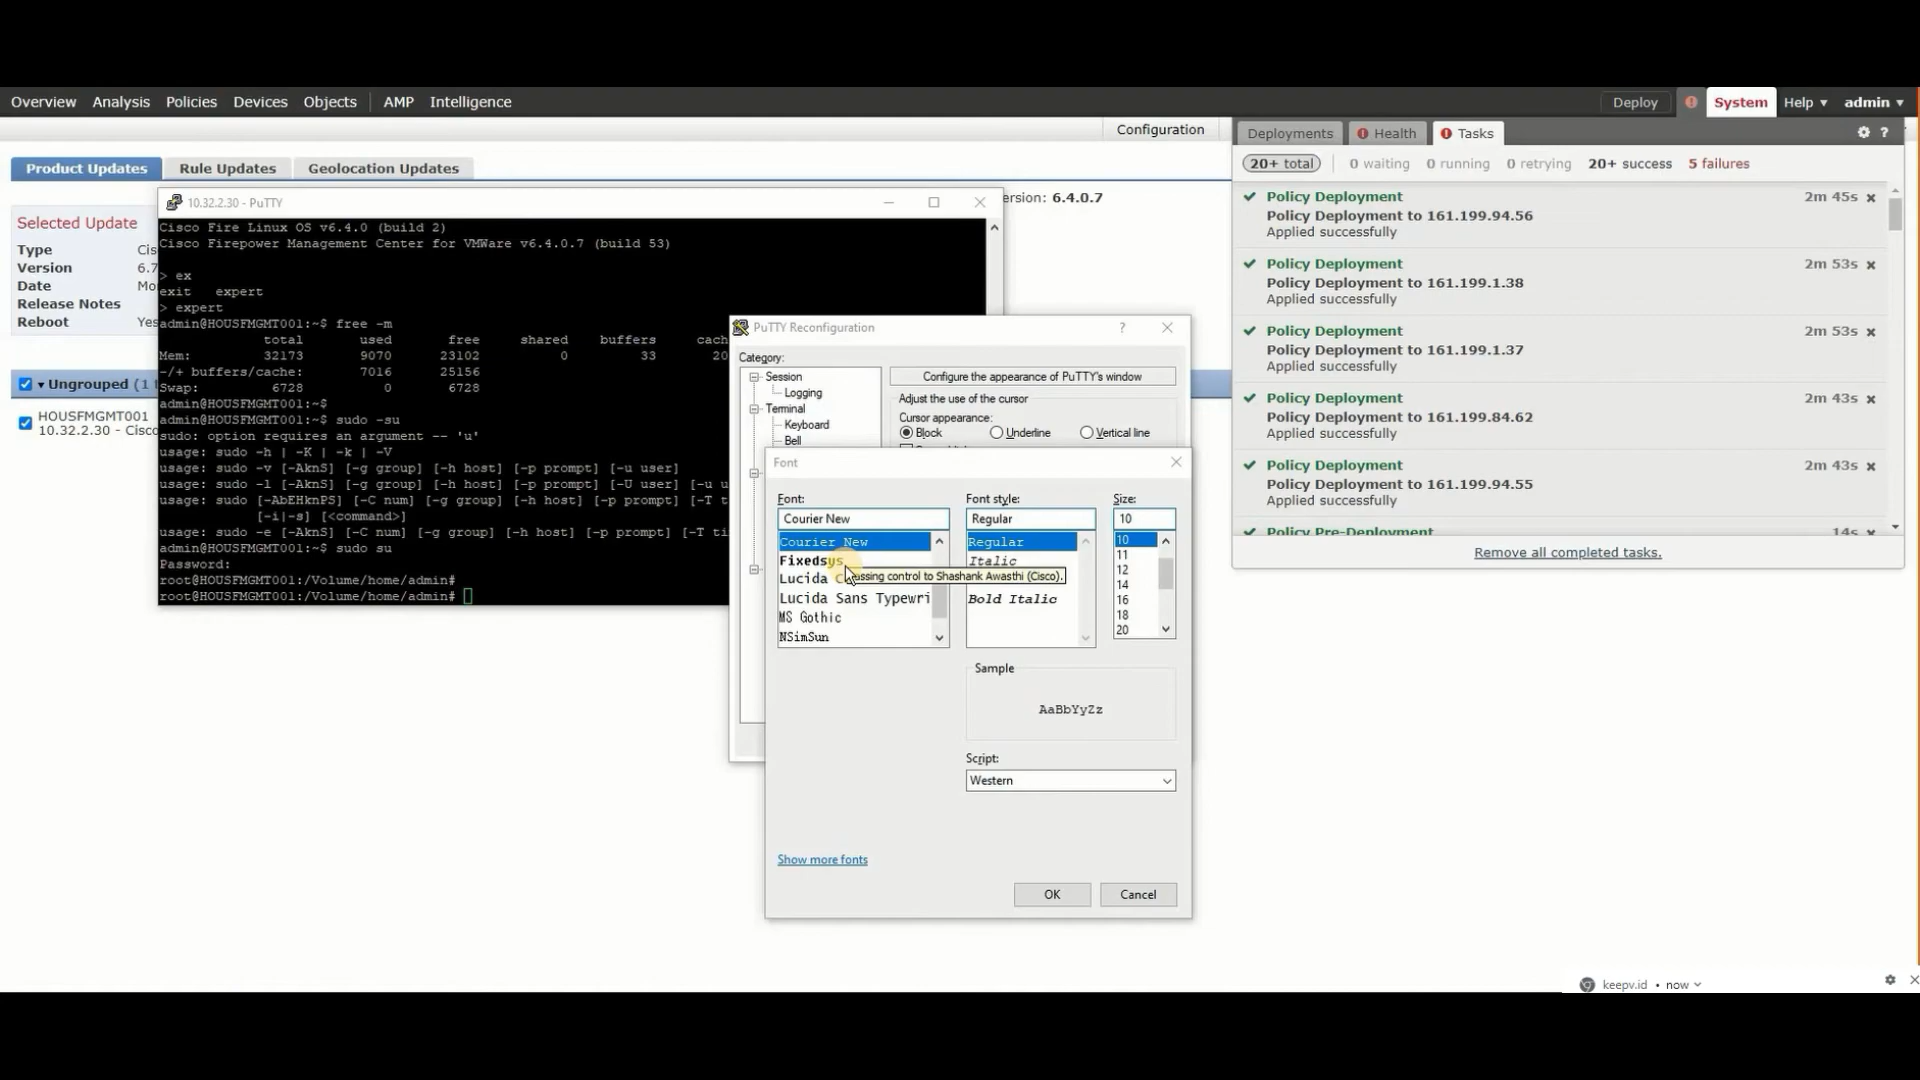 Overview Analysis Policies Devices Objects AMP Intelligence
Deploy System Help admin
Configuration
Product Updates Rule Updates Geolocation Updates
ersion: 6.4.0.7
Selected Update
Type Cis
Version 6.7
Date Mo
Release Notes
Reboot Yes
Ungrouped (1 t
HOUSFMGMT001
10.32.2.30 - Cisco
10.32.2.30 - PuTTY
Cisco Fire Linux OS v6.4.0 (build 2)
Cisco Firepower Management Center for VMWare v6.4.0.7 (build 53)
> ex
exit expert
> expert
admin@HOUSFMGMT001:~$ free -m
total used free shared buffers cach
Mem: 32173 9070 23102 0 33 20
-/+ buffers/cache: 7016 25156
Swap: 6728 0 6728
admin@HOUSFMGMT001:~$
admin@HOUSFMGMT001:~$ sudo -su
sudo: option requires an argument -- 'u'
usage: sudo -h | -K | -k | -V
usage: sudo -v [-AknS] [-g group] [-h host] [-p prompt] [-u user]
usage: sudo -l [-AknS] [-g group] [-h host] [-p prompt] [-U user] [-u u
usage: sudo [-AbEHknPS] [-C num] [-g group] [-h host] [-p prompt] [-T t
[-i|-s] [<command>]
usage: sudo -e [-AknS] [-C num] [-g group] [-h host] [-p prompt] [-T ti
admin@HOUSFMGMT001:~$ sudo su
Password:
root@HOUSFMGMT001:/Volume/home/admin#
root@HOUSFMGMT001:/Volume/home/admin#
PuTTY Reconfiguration ?
Category:
Session
Logging
Terminal
Keyboard
Bell
Configure the appearance of PuTTY's window
Adjust the use of the cursor
Cursor appearance:
Block Underline Vertical line
Font
Font: Font style: Size:
Courier New Regular 10
Courier New
Fixedsys
Lucida C
Lucida Sans Typewri
MS Gothic
NSimSun
Regular
Italic
Bold Italic
10
11
12
14
16
18
20
assing control to Shashank Awasthi (Cisco).
Sample
AaBbYyZz
Script:
Western
Show more fonts
OK Cancel
Deployments Health Tasks ?
20+ total 0 waiting 0 running 0 retrying 20+ success 5 failures
Policy Deployment 2m 45s
Policy Deployment to 161.199.94.56
Applied successfully
Policy Deployment 2m 53s
Policy Deployment to 161.199.1.38
Applied successfully
Policy Deployment 2m 53s
Policy Deployment to 161.199.1.37
Applied successfully
Policy Deployment 2m 43s
Policy Deployment to 161.199.84.62
Applied successfully
Policy Deployment 2m 43s
Policy Deployment to 161.199.94.55
Applied successfully
Policy Pre-Deployment 14s
Remove all completed tasks.
keepv.id • now